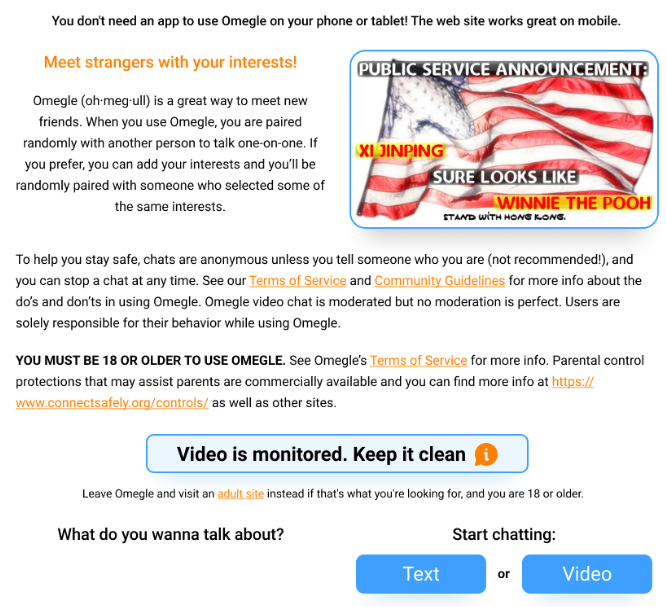 You don't need an app to use Omegle on your phone or tablet! The web site works great on mobile.
Meet strangers with your interests!
Omegle (oh·meg·ull) is a great way to meet new
friends. When you use Omegle, you are paired
randomly with another person to talk one-on-one. If
you prefer, you can add your interests and you’ll be
randomly paired with someone who selected some of
the same interests.
PUBLIC SERVICE ANNOUNCEMENT:
XI JINPING
SURE LOOKS LIKE
WINNIE THE POOH
STAND WITH HONG KONG.
To help you stay safe, chats are anonymous unless you tell someone who you are (not recommended!), and
you can stop a chat at any time. See our Terms of Service and Community Guidelines for more info about the
do’s and don’ts in using Omegle. Omegle video chat is moderated but no moderation is perfect. Users are
solely responsible for their behavior while using Omegle.
YOU MUST BE 18 OR OLDER TO USE OMEGLE. See Omegle’s Terms of Service for more info. Parental control
protections that may assist parents are commercially available and you can find more info at https://
www.connectsafely.org/controls/ as well as other sites.
Video is monitored. Keep it clean
Leave Omegle and visit an adult site instead if that's what you're looking for, and you are 18 or older.
What do you wanna talk about?
Start chatting:
Text or Video